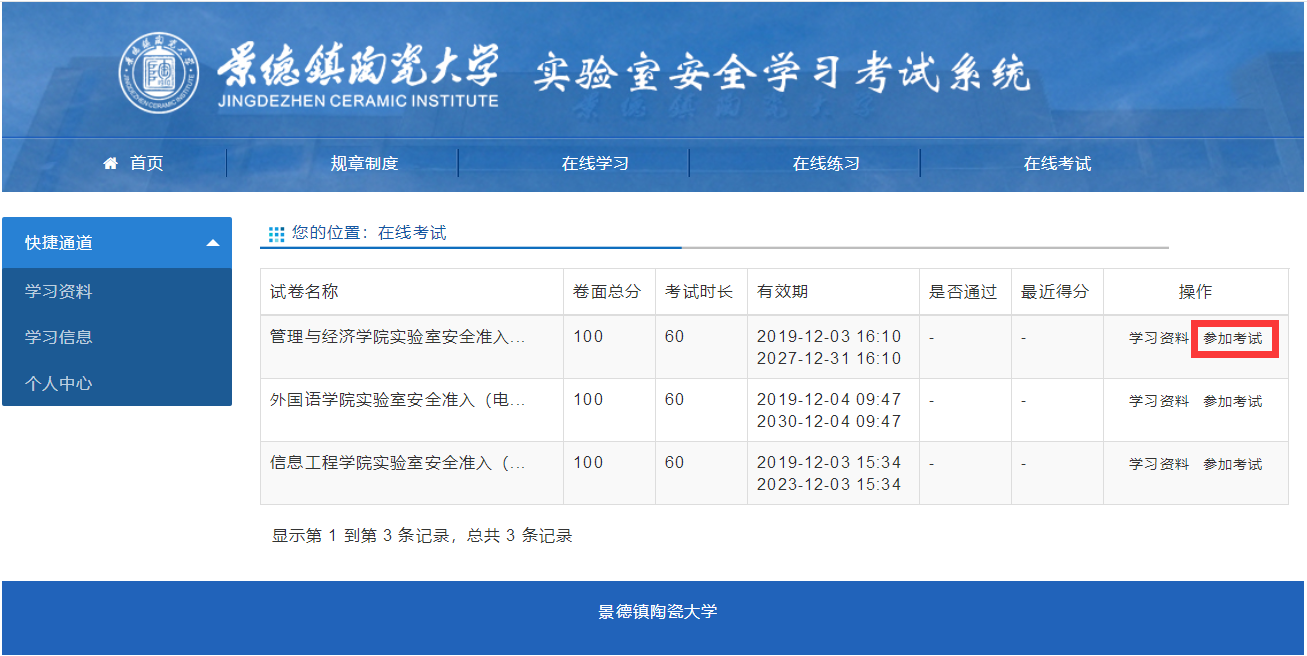 景德镇陶瓷大学 实验室安全学习考试系统
JINGDEZHEN CERAMIC INSTITUTE
首页 规章制度 在线学习 在线练习 在线考试
快捷通道
学习资料
学习信息
个人中心
您的位置：在线考试
试卷名称 卷面总分 考试时长 有效期 是否通过 最近得分 操作
管理与经济学院实验室安全准入... 100 60 2019-12-03 16:10 - - 学习资料 参加考试
2027-12-31 16:10
外国语学院实验室安全准入（电... 100 60 2019-12-04 09:47 - - 学习资料 参加考试
2030-12-04 09:47
信息工程学院实验室安全准入（... 100 60 2019-12-03 15:34 - - 学习资料 参加考试
2023-12-03 15:34
显示第 1 到第 3 条记录，总共 3 条记录
景德镇陶瓷大学